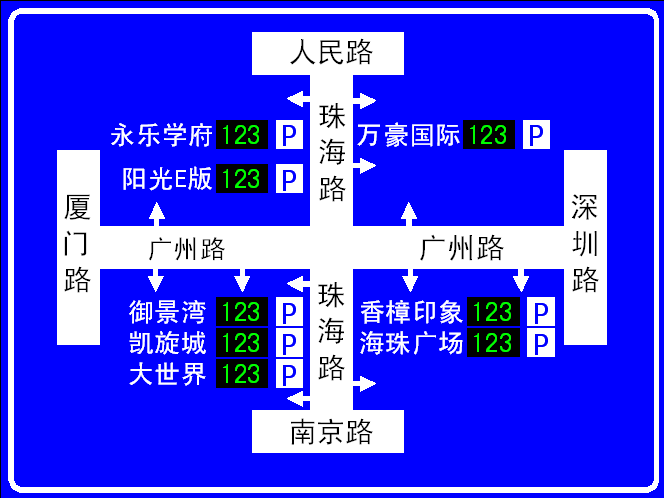 人民路
珠海路
永乐学府 123 P
万豪国际 123 P
阳光E版 123 P
厦门路
深圳路
广州路
广州路
珠海路
御景湾 123 P
香樟印象 123 P
凯旋城 123 P
海珠广场 123 P
大世界 123 P
南京路